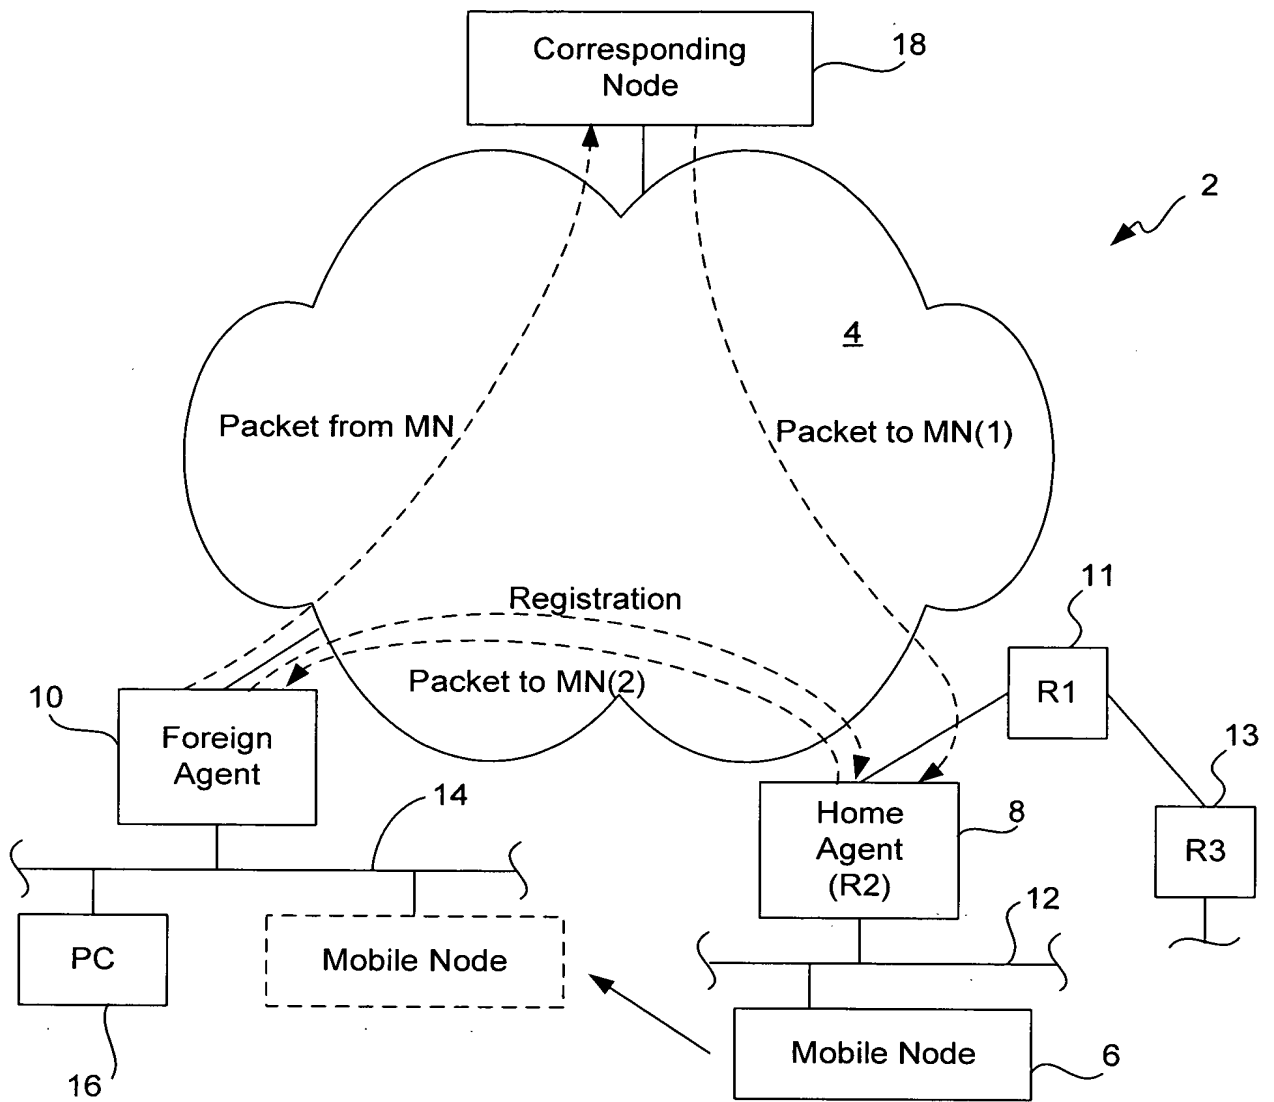 Corresponding
Node
18
2
4
Packet from MN
Packet to MN(1)
Registration
11
Packet to MN(2)
R1
10
Foreign
Agent
13
14
Home
Agent
(R2)
8
R3
12
PC
Mobile Node
Mobile Node
6
16